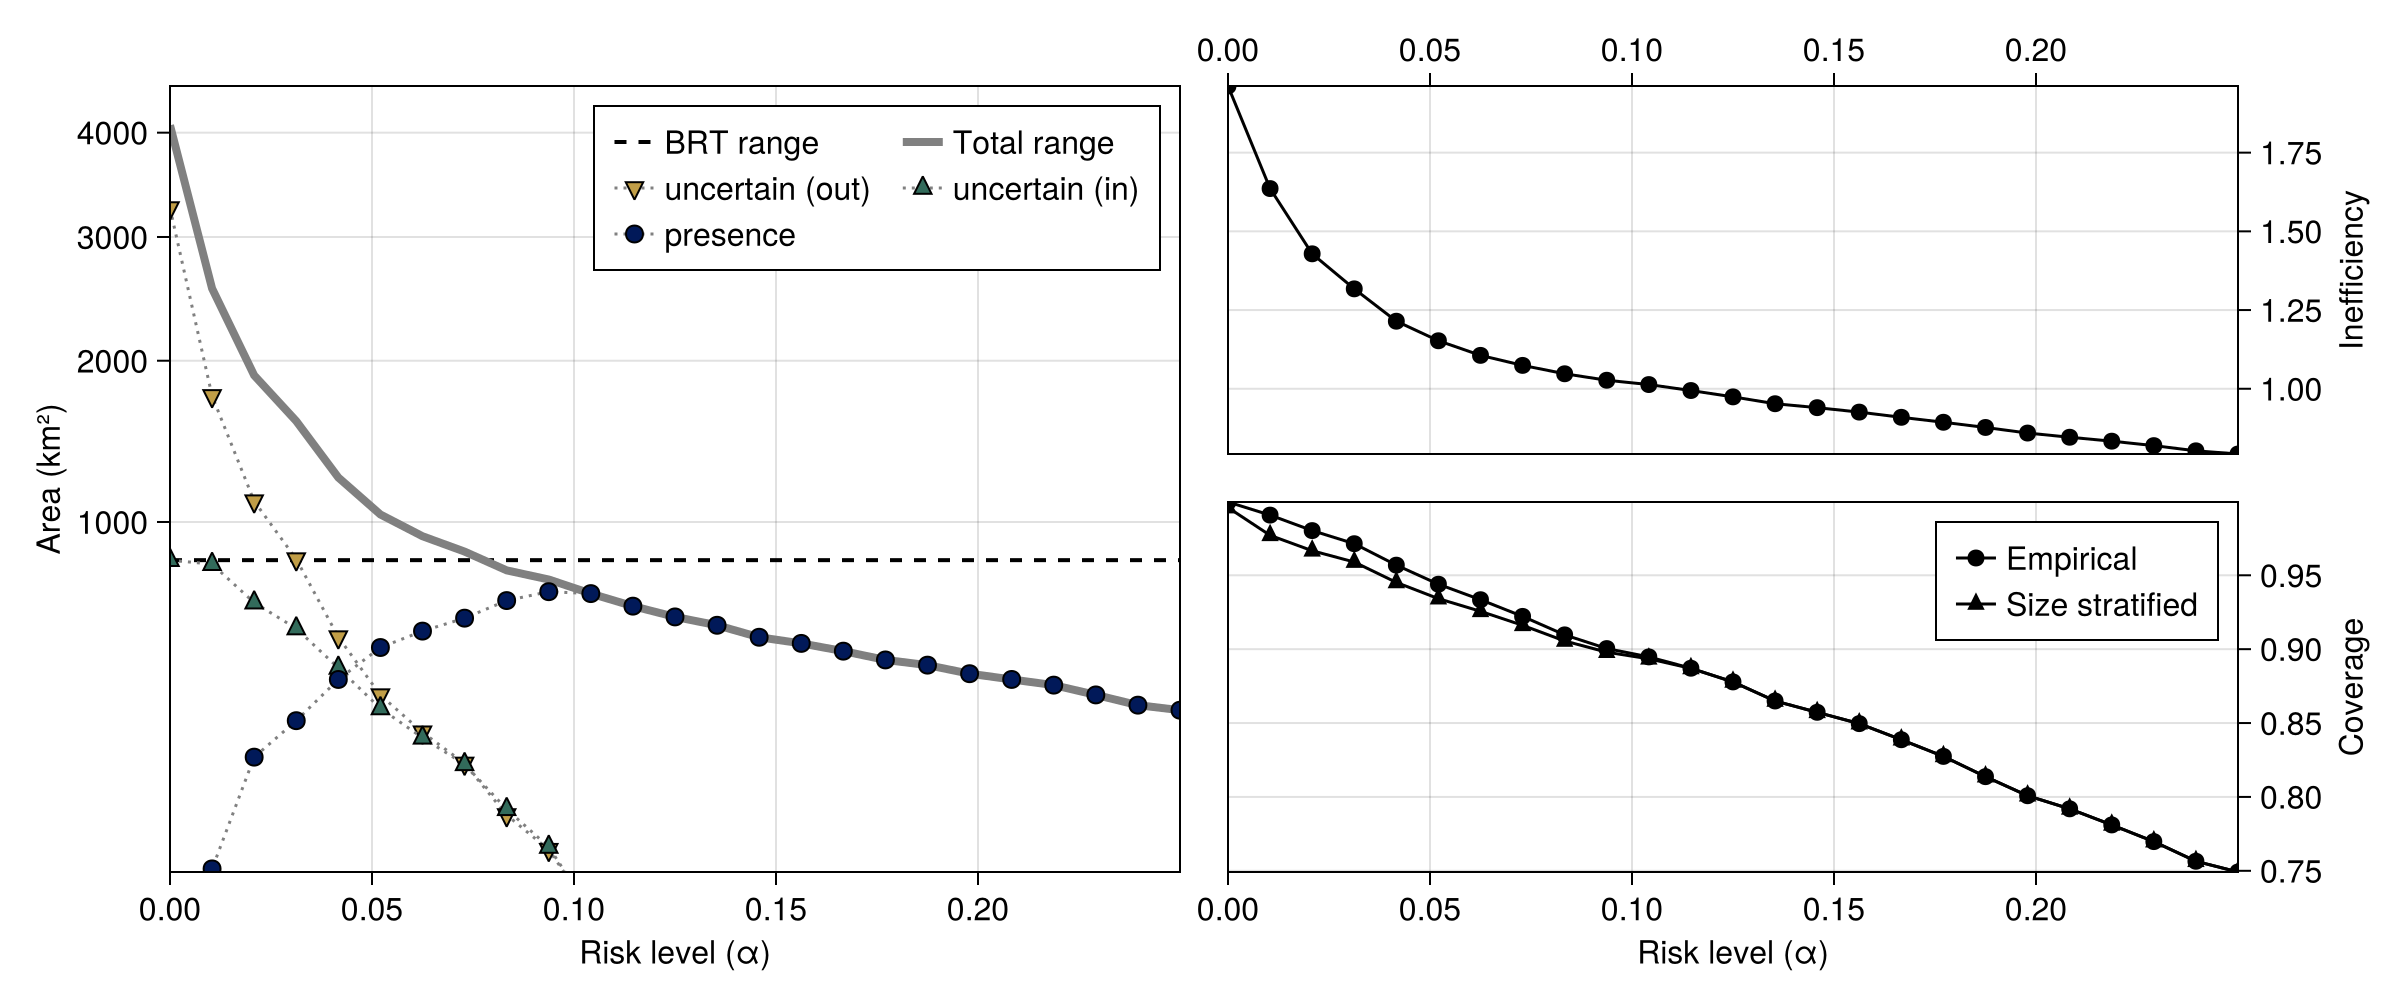 4000
3000
2000
1000
Area (km²)
0.00 0.05 0.10 0.15 0.20
Risk level (α)
BRT range
Total range
uncertain (out)
uncertain (in)
presence
0.00 0.05 0.10 0.15 0.20
1.75
1.50
1.25
1.00
Inefficiency
Empirical
Size stratified
0.95
0.90
0.85
0.80
0.75
Coverage
0.00 0.05 0.10 0.15 0.20
Risk level (α)